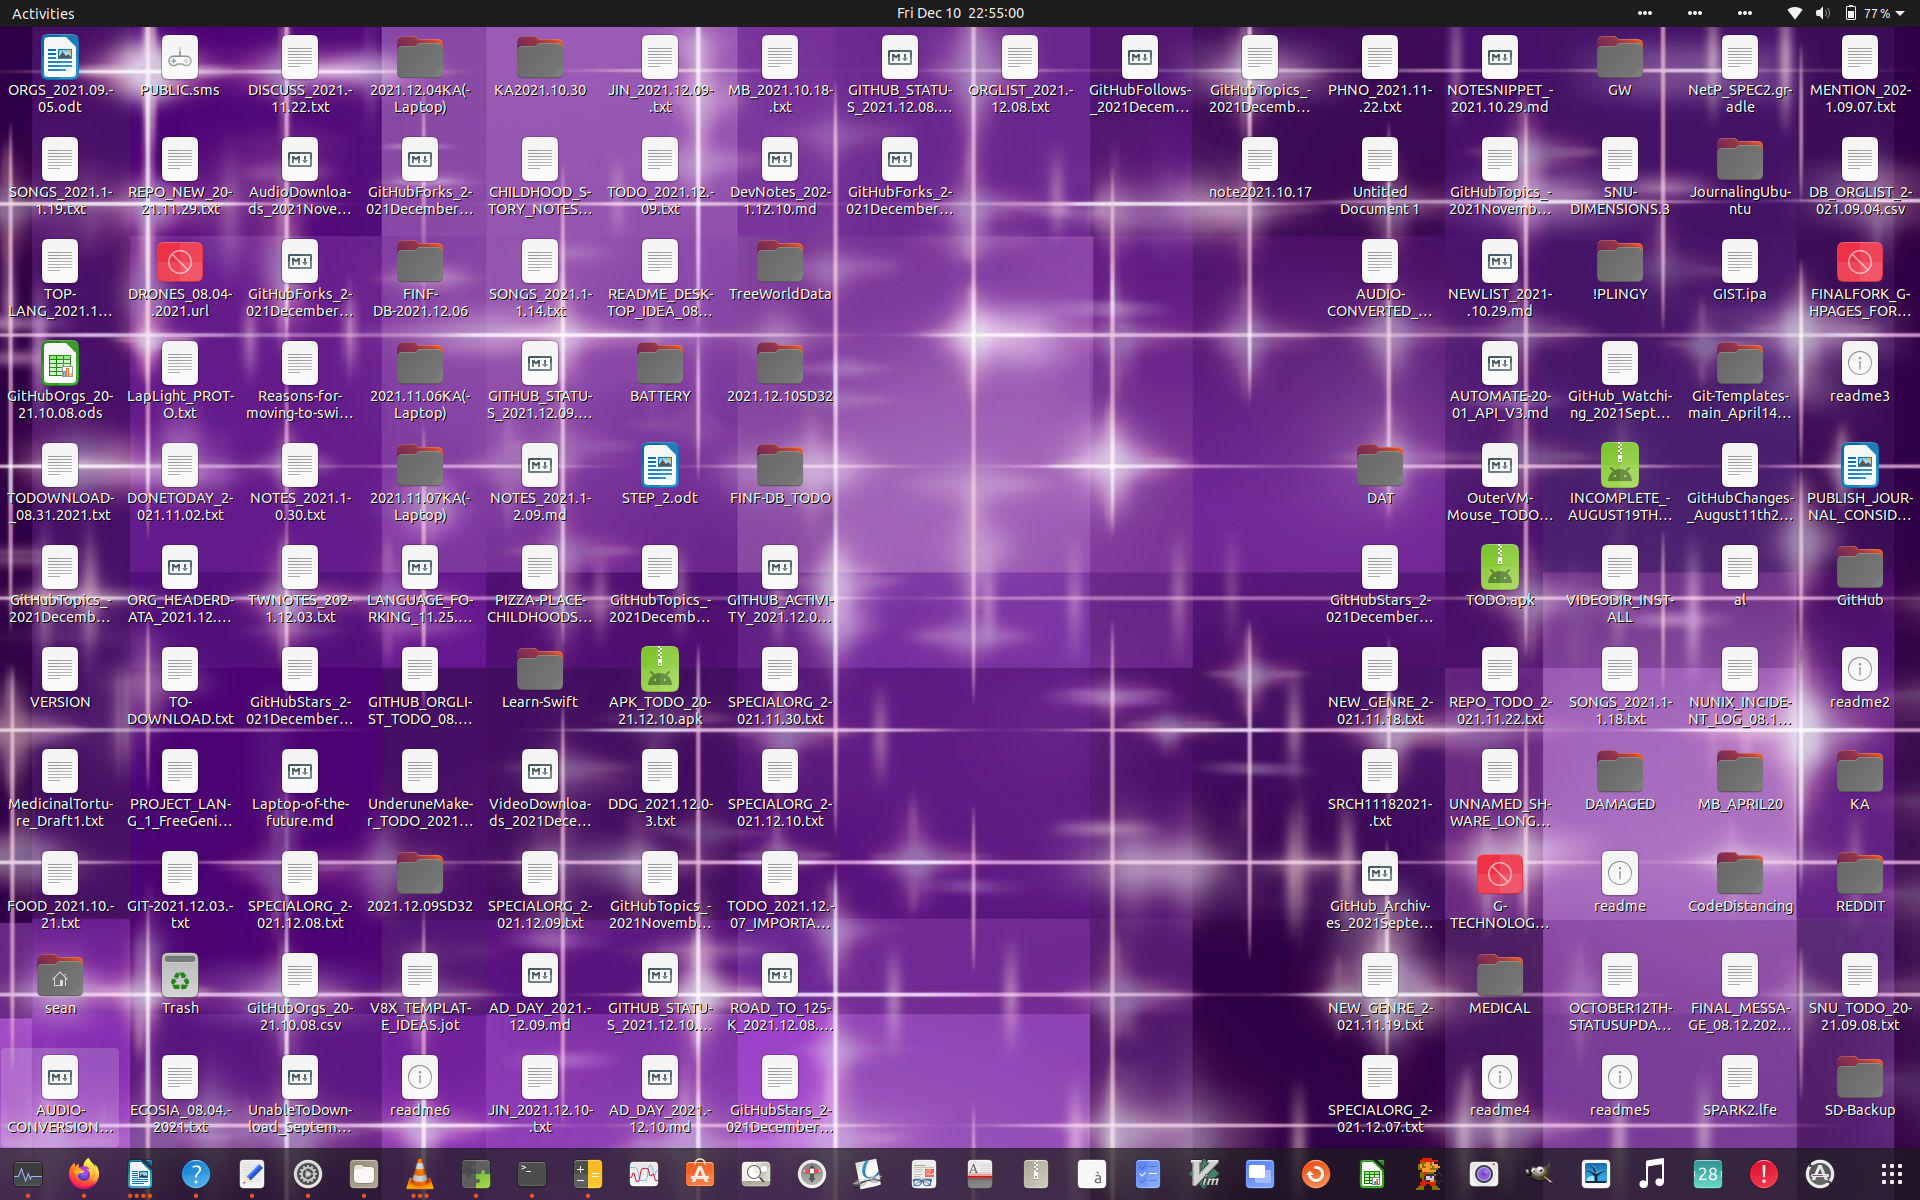 Activities
Fri Dec 10 22:55:00
77 %
ORGS_2021.09.-
05.odt
PUBLIC.sms
DISCUSS_2021.-
11.22.txt
2021.12.04KA(-
Laptop)
KA2021.10.30
JIN_2021.12.09-
.txt
MB_2021.10.18-
.txt
GITHUB_STATU-
S_2021.12.08....
ORGLIST_2021.-
12.08.txt
GitHubFollows-
_2021Decem...
GitHubTopics_-
2021Decemb...
PHNO_2021.11-
.22.txt
NOTESNIPPET_-
2021.10.29.md
GW
NetP_SPEC2.gr-
adle
MENTION_202-
1.09.07.txt
SONGS_2021.1-
1.19.txt
REPO_NEW_20-
21.11.29.txt
AudioDownloa-
ds_2021Nove...
GitHubForks_2-
021December...
CHILDHOOD_S-
TORY_NOTES...
TODO_2021.12.-
09.txt
DevNotes_202-
1.12.10.md
GitHubForks_2-
021December...
note2021.10.17
Untitled
Document 1
GitHubTopics_-
2021Novemb...
SNU-
DIMENSIONS.3
JournalingUbu-
ntu
DB_ORGLIST_2-
021.09.04.csv
TOP-
LANG_2021.1...
DRONES_08.04-
.2021.url
GitHubForks_2-
021December...
FINF-
DB-2021.12.06
SONGS_2021.1-
1.14.txt
README_DESK-
TOP_IDEA_08...
TreeWorldData
AUDIO-
CONVERTED_...
NEWLIST_2021-
.10.29.md
!PLINGY
GIST.ipa
FINALFORK_G-
HPAGES_FOR...
GitHubOrgs_20-
21.10.08.ods
LapLight_PROT-
O.txt
Reasons-for-
moving-to-swi...
2021.11.06KA(-
Laptop)
GITHUB_STATU-
S_2021.12.09....
BATTERY
2021.12.10SD32
AUTOMATE-20-
01_API_V3.md
GitHub_Watchi-
ng_2021Sept...
Git-Templates-
main_April14...
readme3
TODOWNLOAD-
_08.31.2021.txt
DONETODAY_2-
021.11.02.txt
NOTES_2021.1-
0.30.txt
2021.11.07KA(-
Laptop)
NOTES_2021.1-
2.09.md
STEP_2.odt
FINF-DB_TODO
DAT
OuterVM-
Mouse_TODO...
INCOMPLETE_-
AUGUST19TH...
GitHubChanges-
_August11th2...
PUBLISH_JOUR-
NAL_CONSID...
GitHubTopics_-
2021Decemb...
ORG_HEADERD-
ATA_2021.12....
TWNOTES_202-
1.12.03.txt
LANGUAGE_FO-
RKING_11.25....
PIZZA-PLACE-
CHILDHOODS...
GitHubTopics_-
2021Decemb...
GITHUB_ACTIVI-
TY_2021.12.0...
GitHubStars_2-
021December...
TODO.apk
VIDEODIR_INST-
ALL
al
GitHub
VERSION
TO-
DOWNLOAD.txt
GitHubStars_2-
021December...
GITHUB_ORGLI-
ST_TODO_08....
Learn-Swift
APK_TODO_20-
21.12.10.apk
SPECIALORG_2-
021.11.30.txt
NEW_GENRE_2-
021.11.18.txt
REPO_TODO_2-
021.11.22.txt
SONGS_2021.1-
1.18.txt
NUNIX_INCIDE-
NT_LOG_08.1...
readme2
MedicinalTortu-
re_Draft1.txt
PROJECT_LAN-
G_1_FreeGeni...
Laptop-of-the-
future.md
UnderuneMake-
r_TODO_2021...
VideoDownloa-
ds_2021Dece...
DDG_2021.12.0-
3.txt
SPECIALORG_2-
021.12.10.txt
SRCH11182021-
.txt
UNNAMED_SH-
WARE_LONG...
DAMAGED
MB_APRIL20
KA
FOOD_2021.10.-
21.txt
GIT-2021.12.03.-
txt
SPECIALORG_2-
021.12.08.txt
2021.12.09SD32
SPECIALORG_2-
021.12.09.txt
GitHubTopics_-
2021Novemb...
TODO_2021.12.-
07_IMPORTA...
GitHub_Archiv-
es_2021Septe...
G-
TECHNOLOG...
readme
CodeDistancing
REDDIT
sean
Trash
GitHubOrgs_20-
21.10.08.csv
V8X_TEMPLAT-
E_IDEAS.jot
AD_DAY_2021.-
12.09.md
GITHUB_STATU-
S_2021.12.10....
ROAD_TO_125-
K_2021.12.08....
NEW_GENRE_2-
021.11.19.txt
MEDICAL
OCTOBER12TH-
STATUSUPDA...
FINAL_MESSA-
GE_08.12.202...
SNU_TODO_20-
21.09.08.txt
AUDIO-
CONVERSION...
ECOSIA_08.04.-
2021.txt
UnableToDown-
load_Septem...
readme6
JIN_2021.12.10-
.txt
AD_DAY_2021.-
12.10.md
GitHubStars_2-
021December...
SPECIALORG_2-
021.12.07.txt
readme4
readme5
SPARK2.lfe
SD-Backup
28